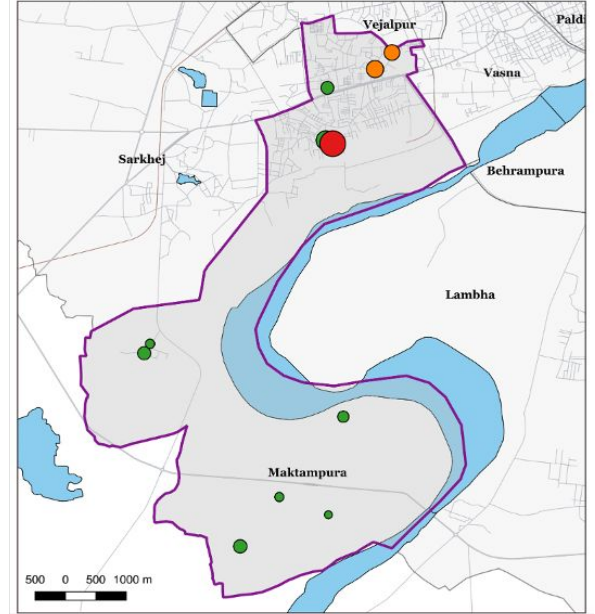 Vejalpur
Paldi
Vasna
Sarkhej
Behrampura
Lambha
Maktampura
500 0 500 1000 m